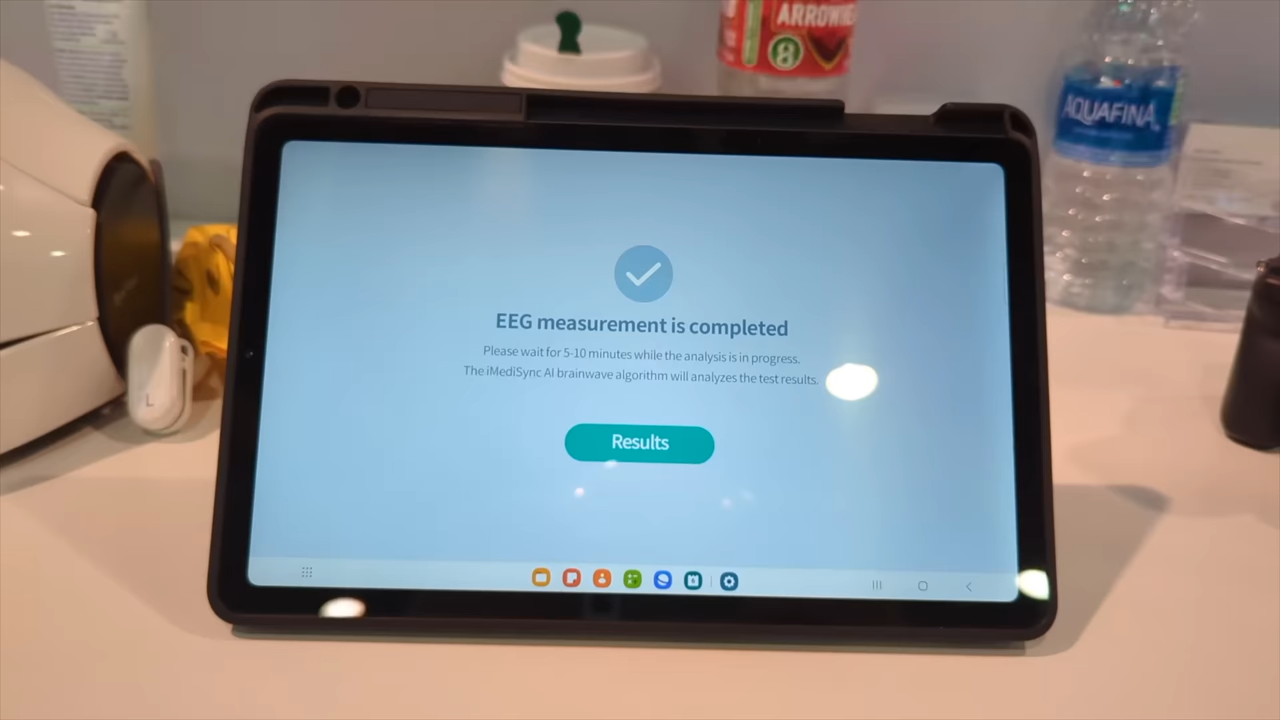 ARROWHE
8
AQUAFINA
EEG measurement is completed
Please wait for 5-10 minutes while the analysis is in progress.
The iMediSync AI brainwave algorithm will analyzes the test results.
Results
L